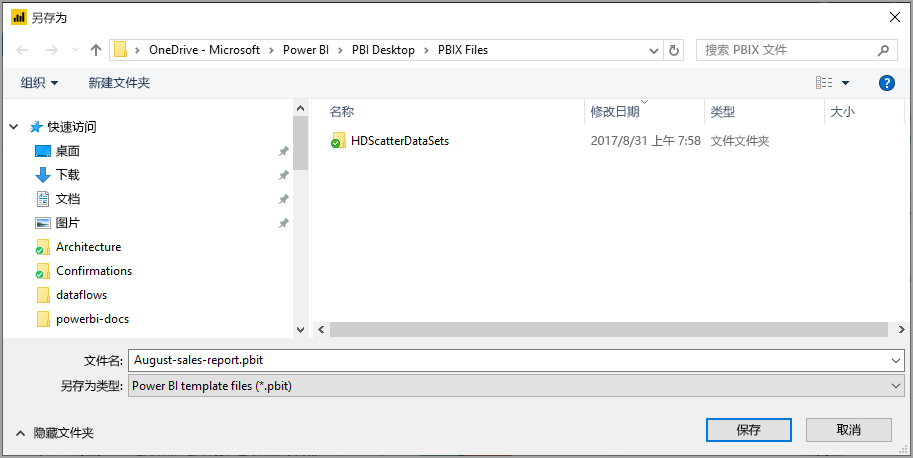 另存为
OneDrive - Microsoft > Power BI > PBI Desktop > PBIX Files
搜索 PBIX 文件
组织 新建文件夹
名称 修改日期 类型 大小
快速访问
桌面
下载
文档
图片
Architecture
Confirmations
dataflows
powerbi-docs
HDScatterDataSets 2017/8/31 上午 7:58 文件文件夹
文件名: August-sales-report.pbit
另存为类型: Power BI template files (*.pbit)
隐藏文件夹
保存 取消